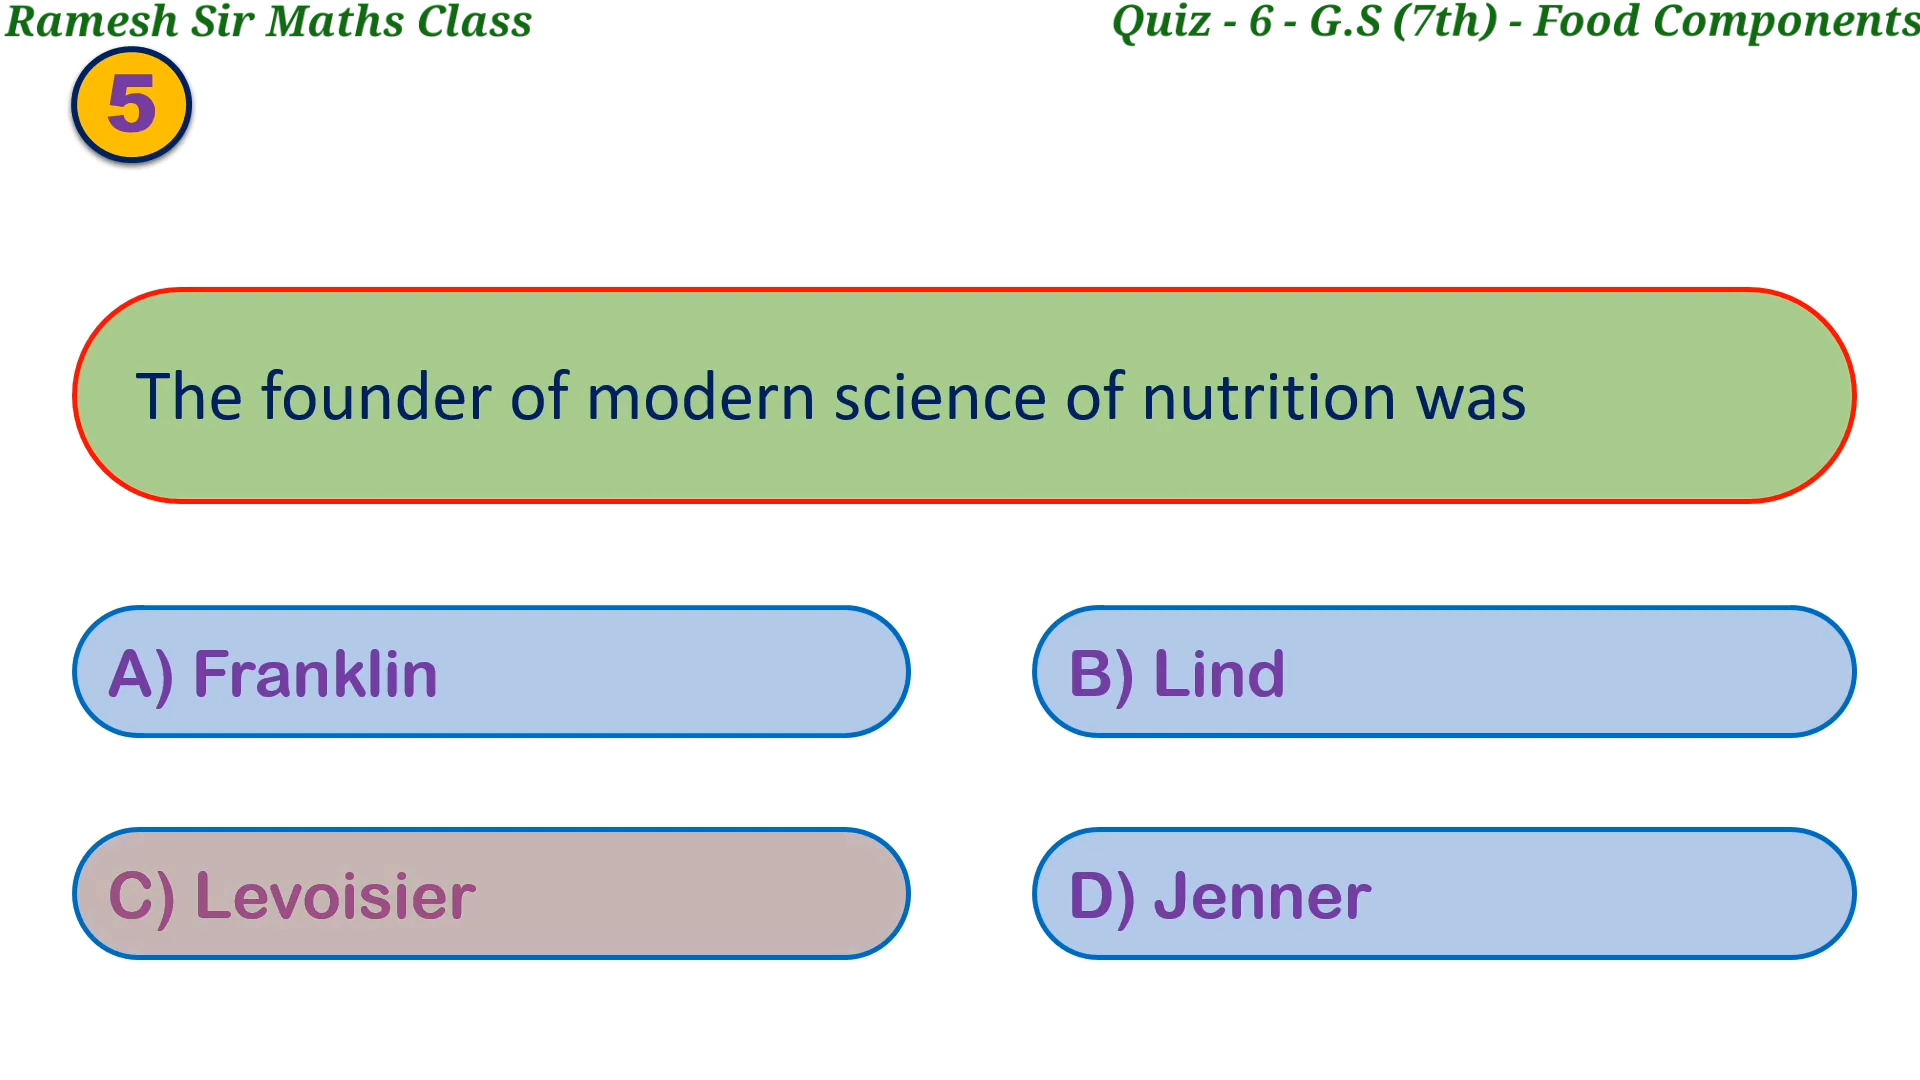 Ramesh Sir Maths Class
Quiz - 6 - G.S (7th) - Food Components
5
The founder of modern science of nutrition was
A) Franklin
B) Lind
C) Levoisier
D) Jenner